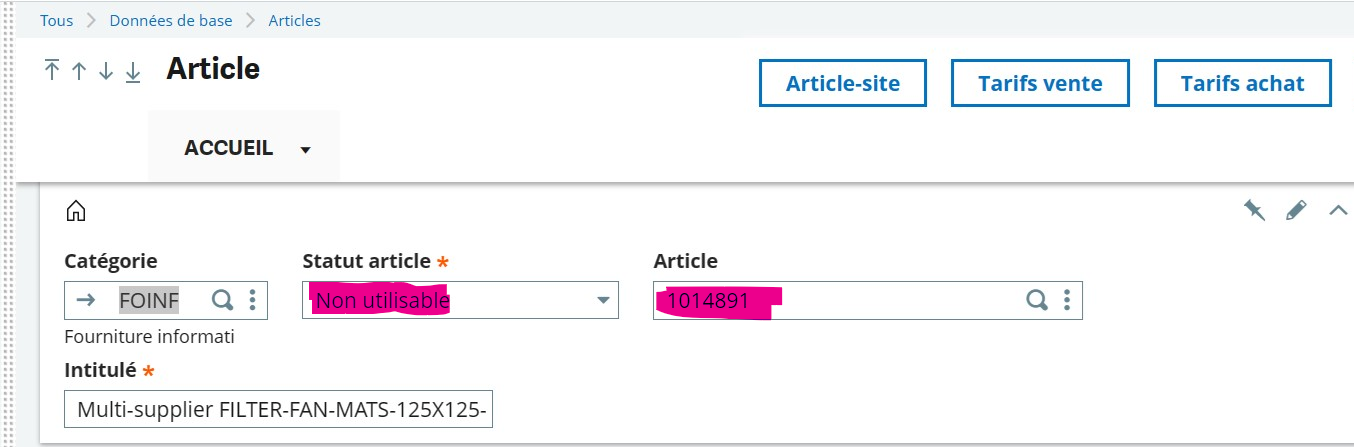 Tous > Données de base > Articles
Article
Article-site Tarifs vente Tarifs achat
ACCUEIL
Catégorie Statut article * Article
FOINF Non utilisable 1014891
Fourniture informati
Intitulé *
Multi-supplier FILTER-FAN-MATS-125X125-